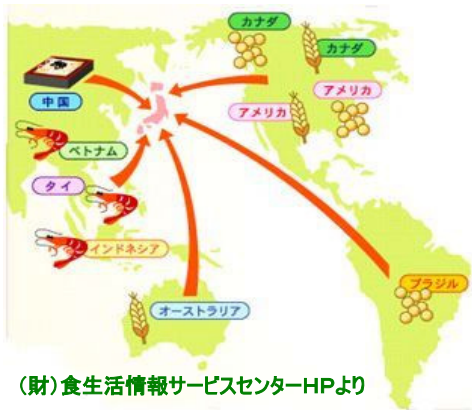 カナダ
カナダ
アメリカ
アメリカ
中国
ベトナム
タイ
インドネシア
オーストラリア
ブラジル
(財)食生活情報サービスセンターHPより